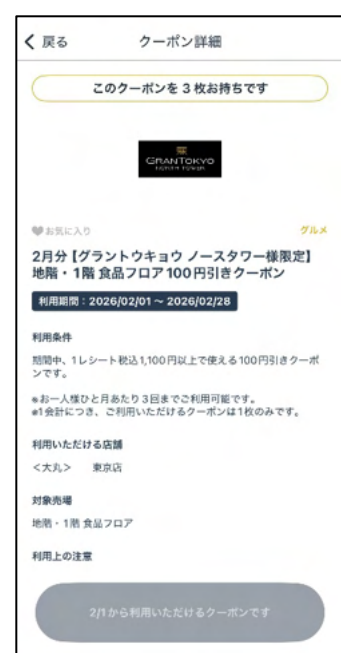 戻る
クーポン詳細
このクーポンを3枚お持ちです
GRANTOKYO
NORTH TOWER
お気に入り
グルメ
2月分【グラントウキョウ ノースタワー様限定】
地階・1階 食品フロア100円引きクーポン
利用期間：2026/02/01 ~ 2026/02/28
利用条件
期間中、1レシート税込1,100円以上で使える100円引きクーポ
ンです。
※お一人様ひと月あたり3回までご利用可能です。
※1会計につき、ご利用いただけるクーポンは1枚のみです。
利用いただける店舗
<大丸> 東京店
対象売場
地階・1階 食品フロア
利用上の注意
2/1から利用いただけるクーポンです